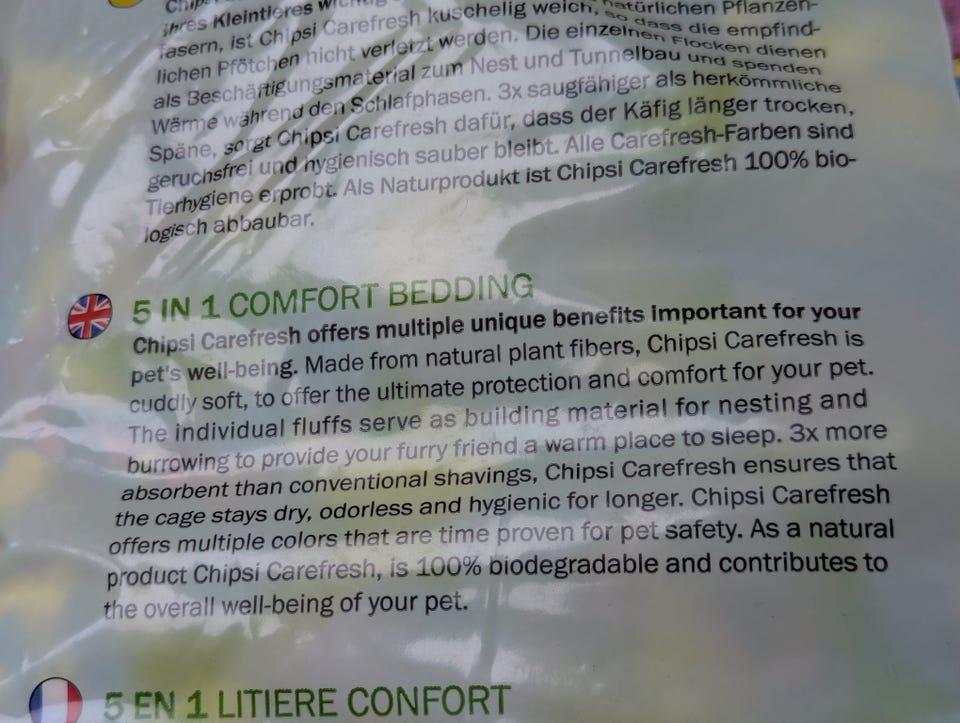 Chipsi
ihres Kleintieres wichtig natürlichen Pflanzen-
fasern, ist Chipsi Carefresh kuschelig weich, so dass die empfind-
lichen Pfötchen nicht verletzt werden. Die einzelnen Flocken dienen
als Beschäftigungsmaterial zum Nest und Tunnelbau und spenden
Wärme während den Schlafphasen. 3x saugfähiger als herkömmliche
Späne, sorgt Chipsi Carefresh dafür, dass der Käfig länger trocken,
geruchsfrei und hygienisch sauber bleibt. Alle Carefresh-Farben sind
Tierhygiene erprobt. Als Naturprodukt ist Chipsi Carefresh 100% bio-
logisch abbaubar.
5 IN 1 COMFORT BEDDING
Chipsi Carefresh offers multiple unique benefits important for your
pet's well-being. Made from natural plant fibers, Chipsi Carefresh is
cuddly soft, to offer the ultimate protection and comfort for your pet.
The individual fluffs serve as building material for nesting and
burrowing to provide your furry friend a warm place to sleep. 3x more
absorbent than conventional shavings, Chipsi Carefresh ensures that
the cage stays dry, odorless and hygienic for longer. Chipsi Carefresh
offers multiple colors that are time proven for pet safety. As a natural
product Chipsi Carefresh, is 100% biodegradable and contributes to
the overall well-being of your pet.
5 EN 1 LITIERE CONFORT